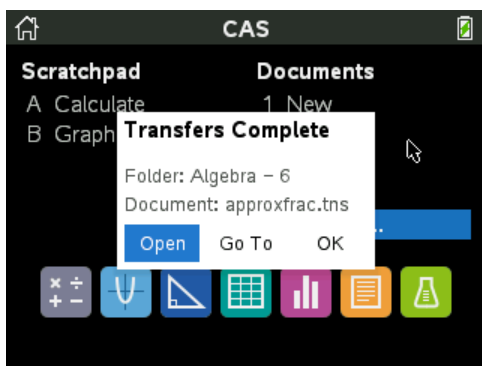 CAS
Scratchpad
Documents
A Calculate
1 New
B Graph
Transfers Complete
Folder: Algebra - 6
Document: approxfrac.tns
..
Open Go To OK